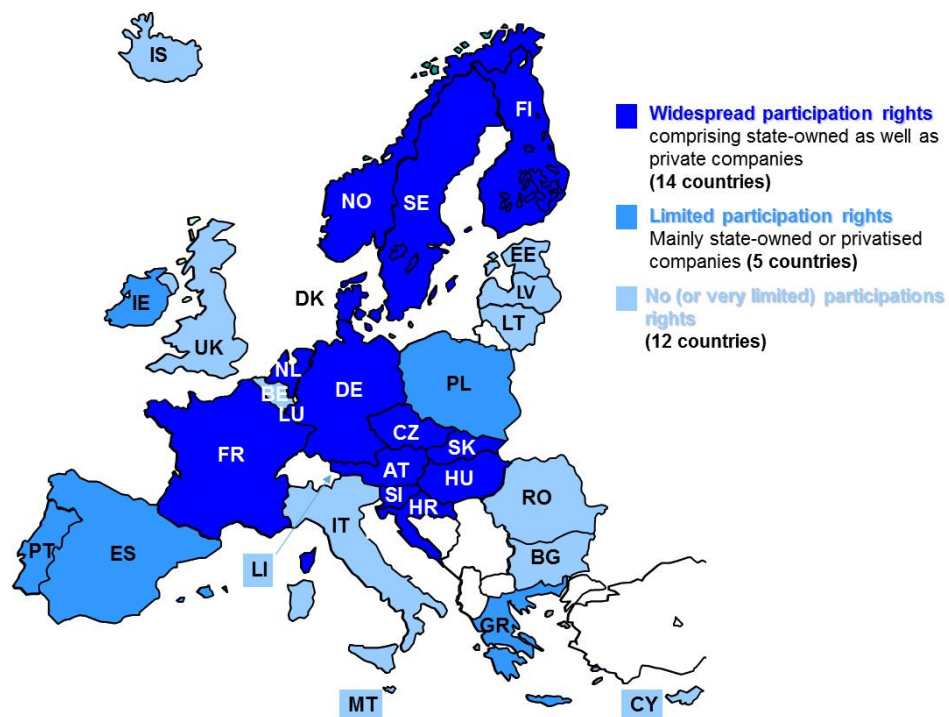 IS
FI
NO
SE
EE
DK
LV
IE
LT
UK
NL
BE
DE
PL
LU
CZ
FR
SK
AT
HU
SI
RO
HR
IT
PT
ES
BG
LI
GR
MT
CY
Widespread participation rights
comprising state-owned as well as
private companies
(14 countries)
Limited participation rights
Mainly state-owned or privatised
companies (5 countries)
No (or very limited) participations
rights
(12 countries)